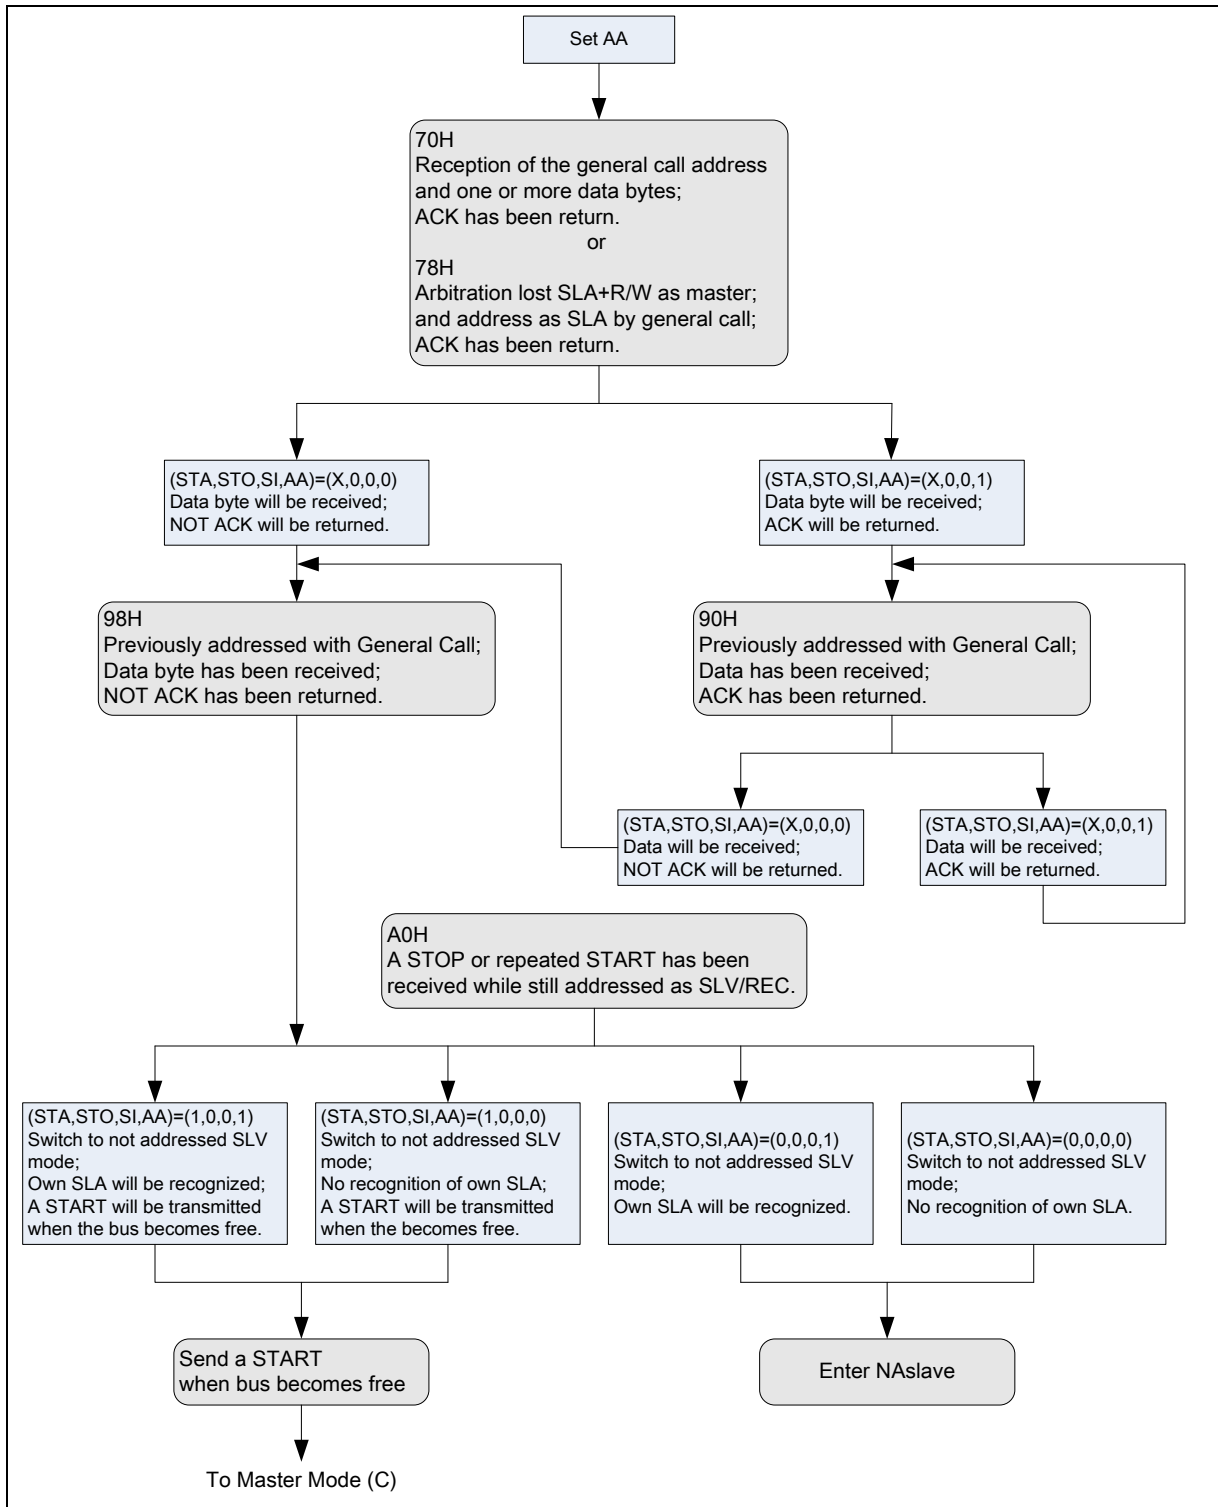 Set AA
70H
Reception of the general call address
and one or more data bytes;
ACK has been return.
or
78H
Arbitration lost SLA+R/W as master;
and address as SLA by general call;
ACK has been return.
(STA,STO,SI,AA)=(X,0,0,0)
Data byte will be received;
NOT ACK will be returned.
(STA,STO,SI,AA)=(X,0,0,1)
Data byte will be received;
ACK will be returned.
98H
Previously addressed with General Call;
Data byte has been received;
NOT ACK has been returned.
90H
Previously addressed with General Call;
Data has been received;
ACK has been returned.
(STA,STO,SI,AA)=(X,0,0,0)
Data will be received;
NOT ACK will be returned.
(STA,STO,SI,AA)=(X,0,0,1)
Data will be received;
ACK will be returned.
A0H
A STOP or repeated START has been
received while still addressed as SLV/REC.
(STA,STO,SI,AA)=(1,0,0,1)
Switch to not addressed SLV
mode;
Own SLA will be recognized;
A START will be transmitted
when the bus becomes free.
(STA,STO,SI,AA)=(1,0,0,0)
Switch to not addressed SLV
mode;
No recognition of own SLA;
A START will be transmitted
when the becomes free.
(STA,STO,SI,AA)=(0,0,0,1)
Switch to not addressed SLV
mode;
Own SLA will be recognized.
(STA,STO,SI,AA)=(0,0,0,0)
Switch to not addressed SLV
mode;
No recognition of own SLA.
Send a START
when bus becomes free
Enter NAslave
To Master Mode (C)